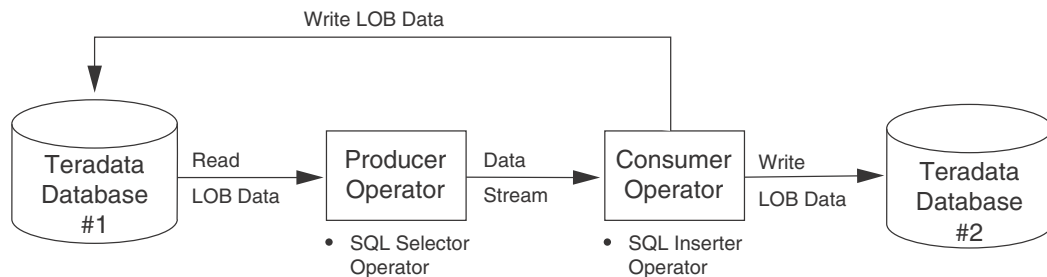 Write LOB Data
Teradata
Database
#1
Read
LOB Data
Producer
Operator
Data
Stream
Consumer
Operator
Write
LOB Data
Teradata
Database
#2
• SQL Selector
Operator
• SQL Inserter
Operator